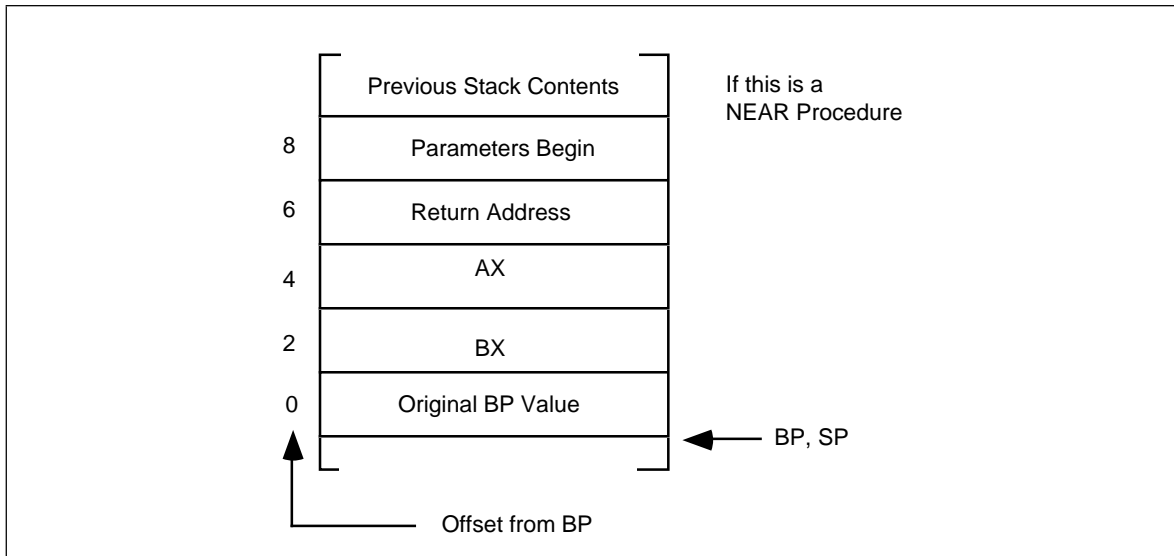 Previous Stack Contents
If this is a
NEAR Procedure
8
Parameters Begin
6
Return Address
4
AX
2
BX
0
Original BP Value
BP, SP
Offset from BP